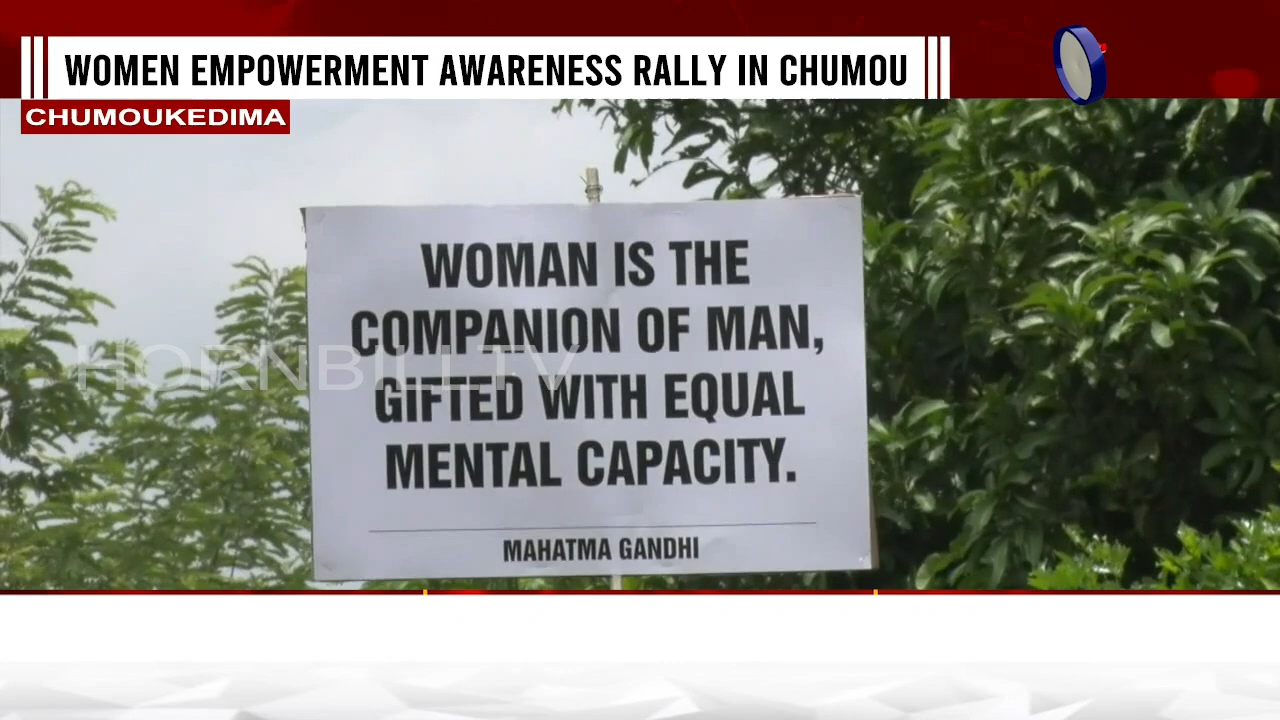 WOMEN EMPOWERMENT AWARENESS RALLY IN CHUMOU
CHUMOUKEDIMA
WOMAN IS THE
COMPANION OF MAN,
GIFTED WITH EQUAL
MENTAL CAPACITY.
MAHATMA GANDHI
HORNBILLTV